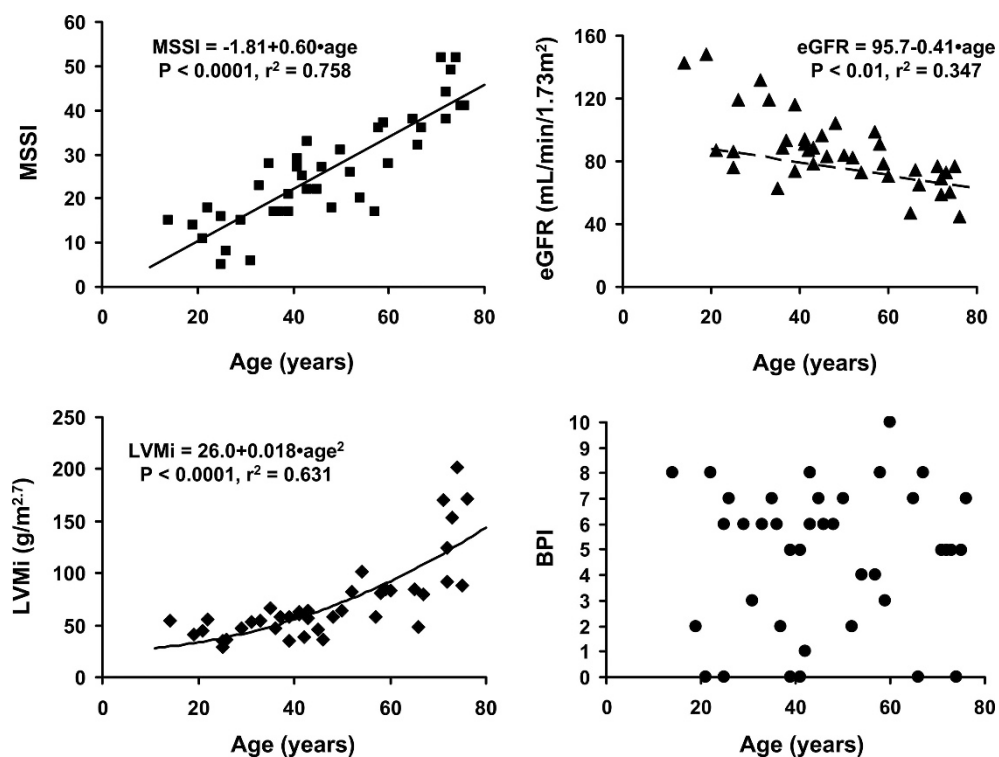 MSSI = -1.81+0.60•age
P < 0.0001, r² = 0.758
MSSI
60
50
40
30
20
10
0
0 20 40 60 80
Age (years)
eGFR = 95.7-0.41•age
P < 0.01, r² = 0.347
eGFR (mL/min/1.73m²)
160
120
80
40
0
0 20 40 60 80
Age (years)
LVMi = 26.0+0.018•age²
P < 0.0001, r² = 0.631
LVMi (g/m²·⁷)
250
200
150
100
50
0
0 20 40 60 80
Age (years)
BPI
10
9
8
7
6
5
4
3
2
1
0
0 20 40 60 80
Age (years)